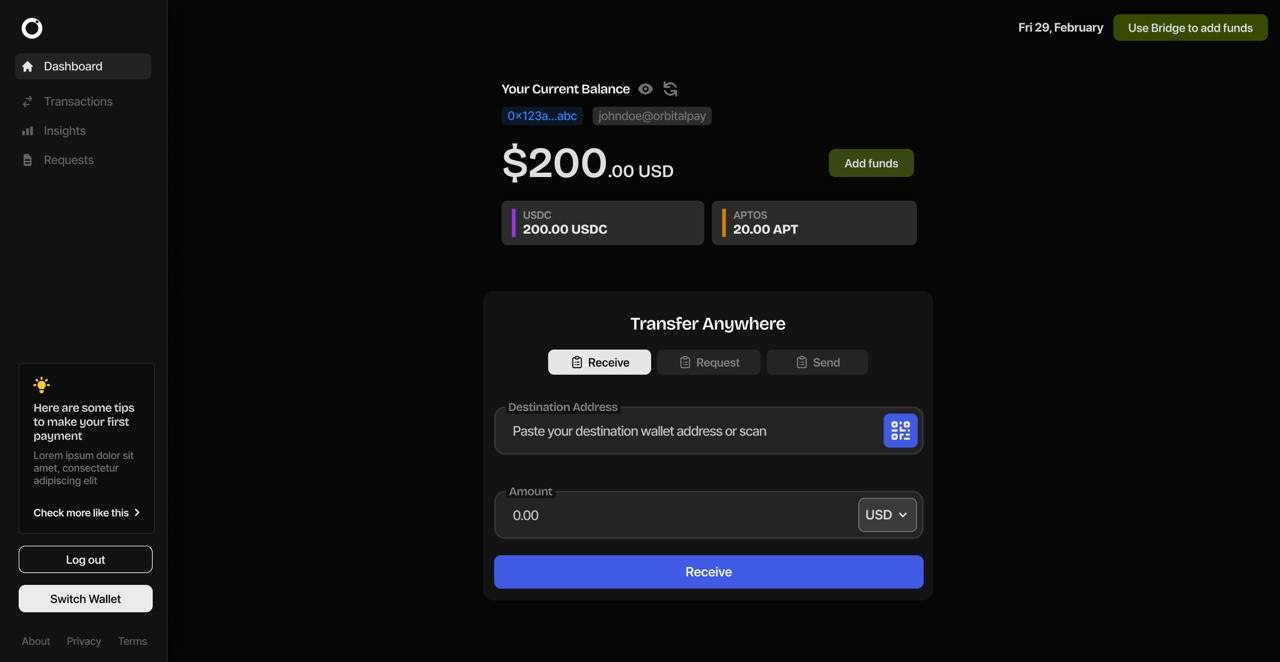 Fri 29, February
Use Bridge to add funds
Dashboard
Transactions
Insights
Requests
Your Current Balance
0x123a...abc johndoe@orbitalpay
$200.00 USD
Add funds
USDC
200.00 USDC
APTOS
20.00 APT
Transfer Anywhere
Receive
Request
Send
Destination Address
Paste your destination wallet address or scan
Amount
0.00
USD
Receive
Here are some tips
to make your first
payment
Lorem ipsum dolor sit
amet, consectetur
adipiscing elit
Check more like this
Log out
Switch Wallet
About Privacy Terms